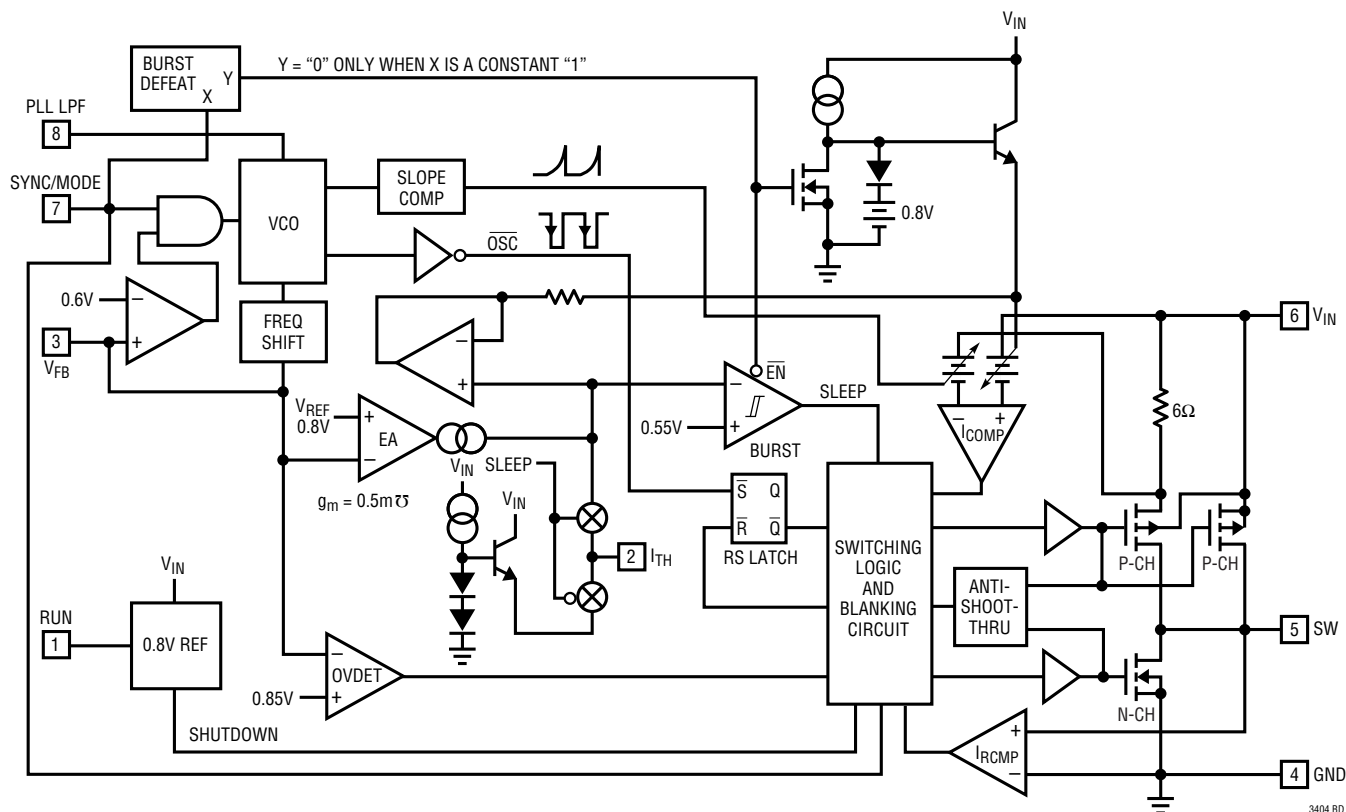 V_IN
BURST
DEFEAT
Y
X
Y = “0” ONLY WHEN X IS A CONSTANT “1”
PLL LPF
8
SYNC/MODE
7
VCO
SLOPE
COMP
OSC
0.8V
0.6V
3
V_FB
FREQ
SHIFT
6
V_IN
EN
SLEEP
6Ω
I_COMP
V_REF
0.8V
EA
0.55V
BURST
g_m = 0.5m℧
V_IN
SLEEP
V_IN
S Q
R Q
RS LATCH
2
I_TH
SWITCHING
LOGIC
AND
BLANKING
CIRCUIT
P-CH
P-CH
ANTI-
SHOOT-
THRU
V_IN
RUN
1
0.8V REF
5
SW
OVDET
0.85V
N-CH
SHUTDOWN
I_RCMP
4
GND
3404 BD